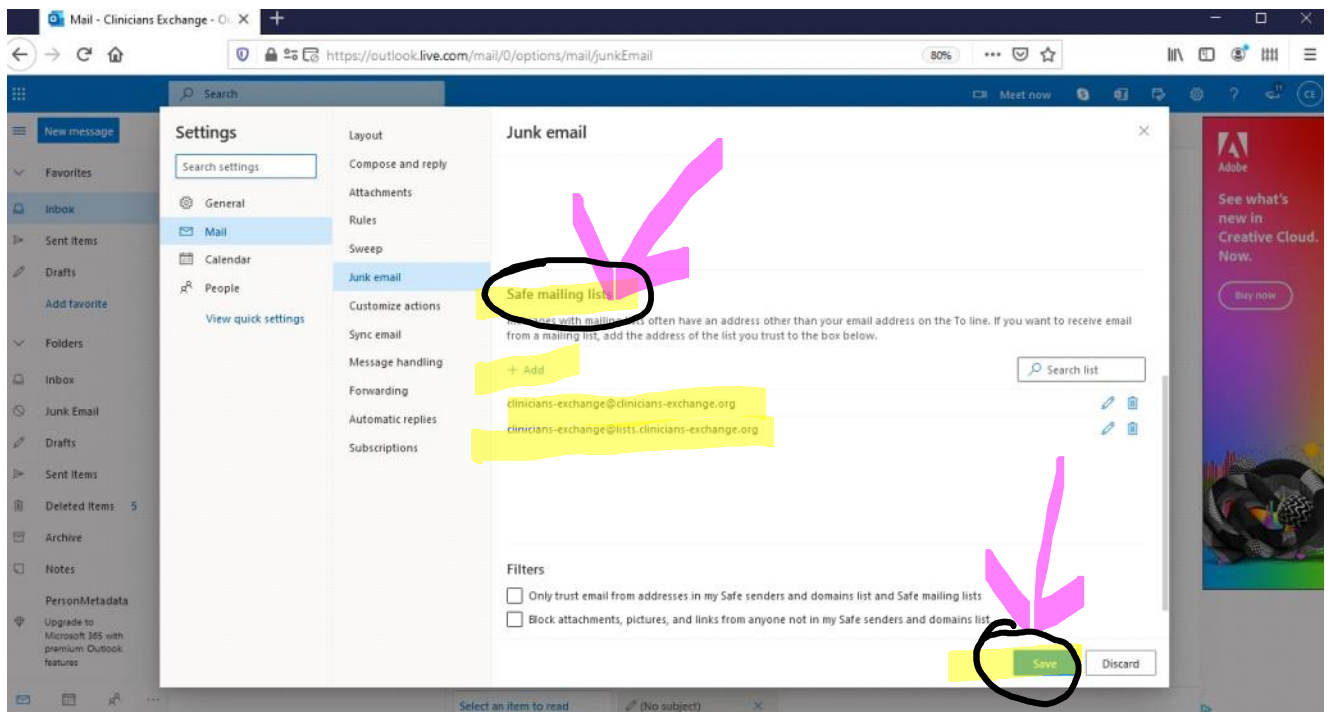 Mail - Clinicians Exchange - O
https://outlook.live.com/mail/0/options/mail/junkEmail
80%
Search
Meet now
11
CE
New message
Favorites
Inbox
Sent Items
Drafts
Add favorite
Folders
Inbox
Junk Email
Drafts
Sent Items
Deleted Items 5
Archive
Notes
PersonMetadata
Upgrade to
Microsoft 365 with
premium Outlook
features
Settings
Search settings
General
Mail
Calendar
People
View quick settings
Layout
Compose and reply
Attachments
Rules
Sweep
Junk email
Customize actions
Sync email
Message handling
Forwarding
Automatic replies
Subscriptions
Junk email
Safe mailing lists
Messages with mailing lists often have an address other than your email address on the To line. If you want to receive email
from a mailing list, add the address of the list you trust to the box below.
+ Add
Search list
clinicians-exchange@clinicians-exchange.org
clinicians-exchange@lists.clinicians-exchange.org
Filters
Only trust email from addresses in my Safe senders and domains list and Safe mailing lists
Block attachments, pictures, and links from anyone not in my Safe senders and domains list
Save
Discard
Select an item to read
(No subject)
Adobe
See what's
new in
Creative Cloud.
Now.
Buy now